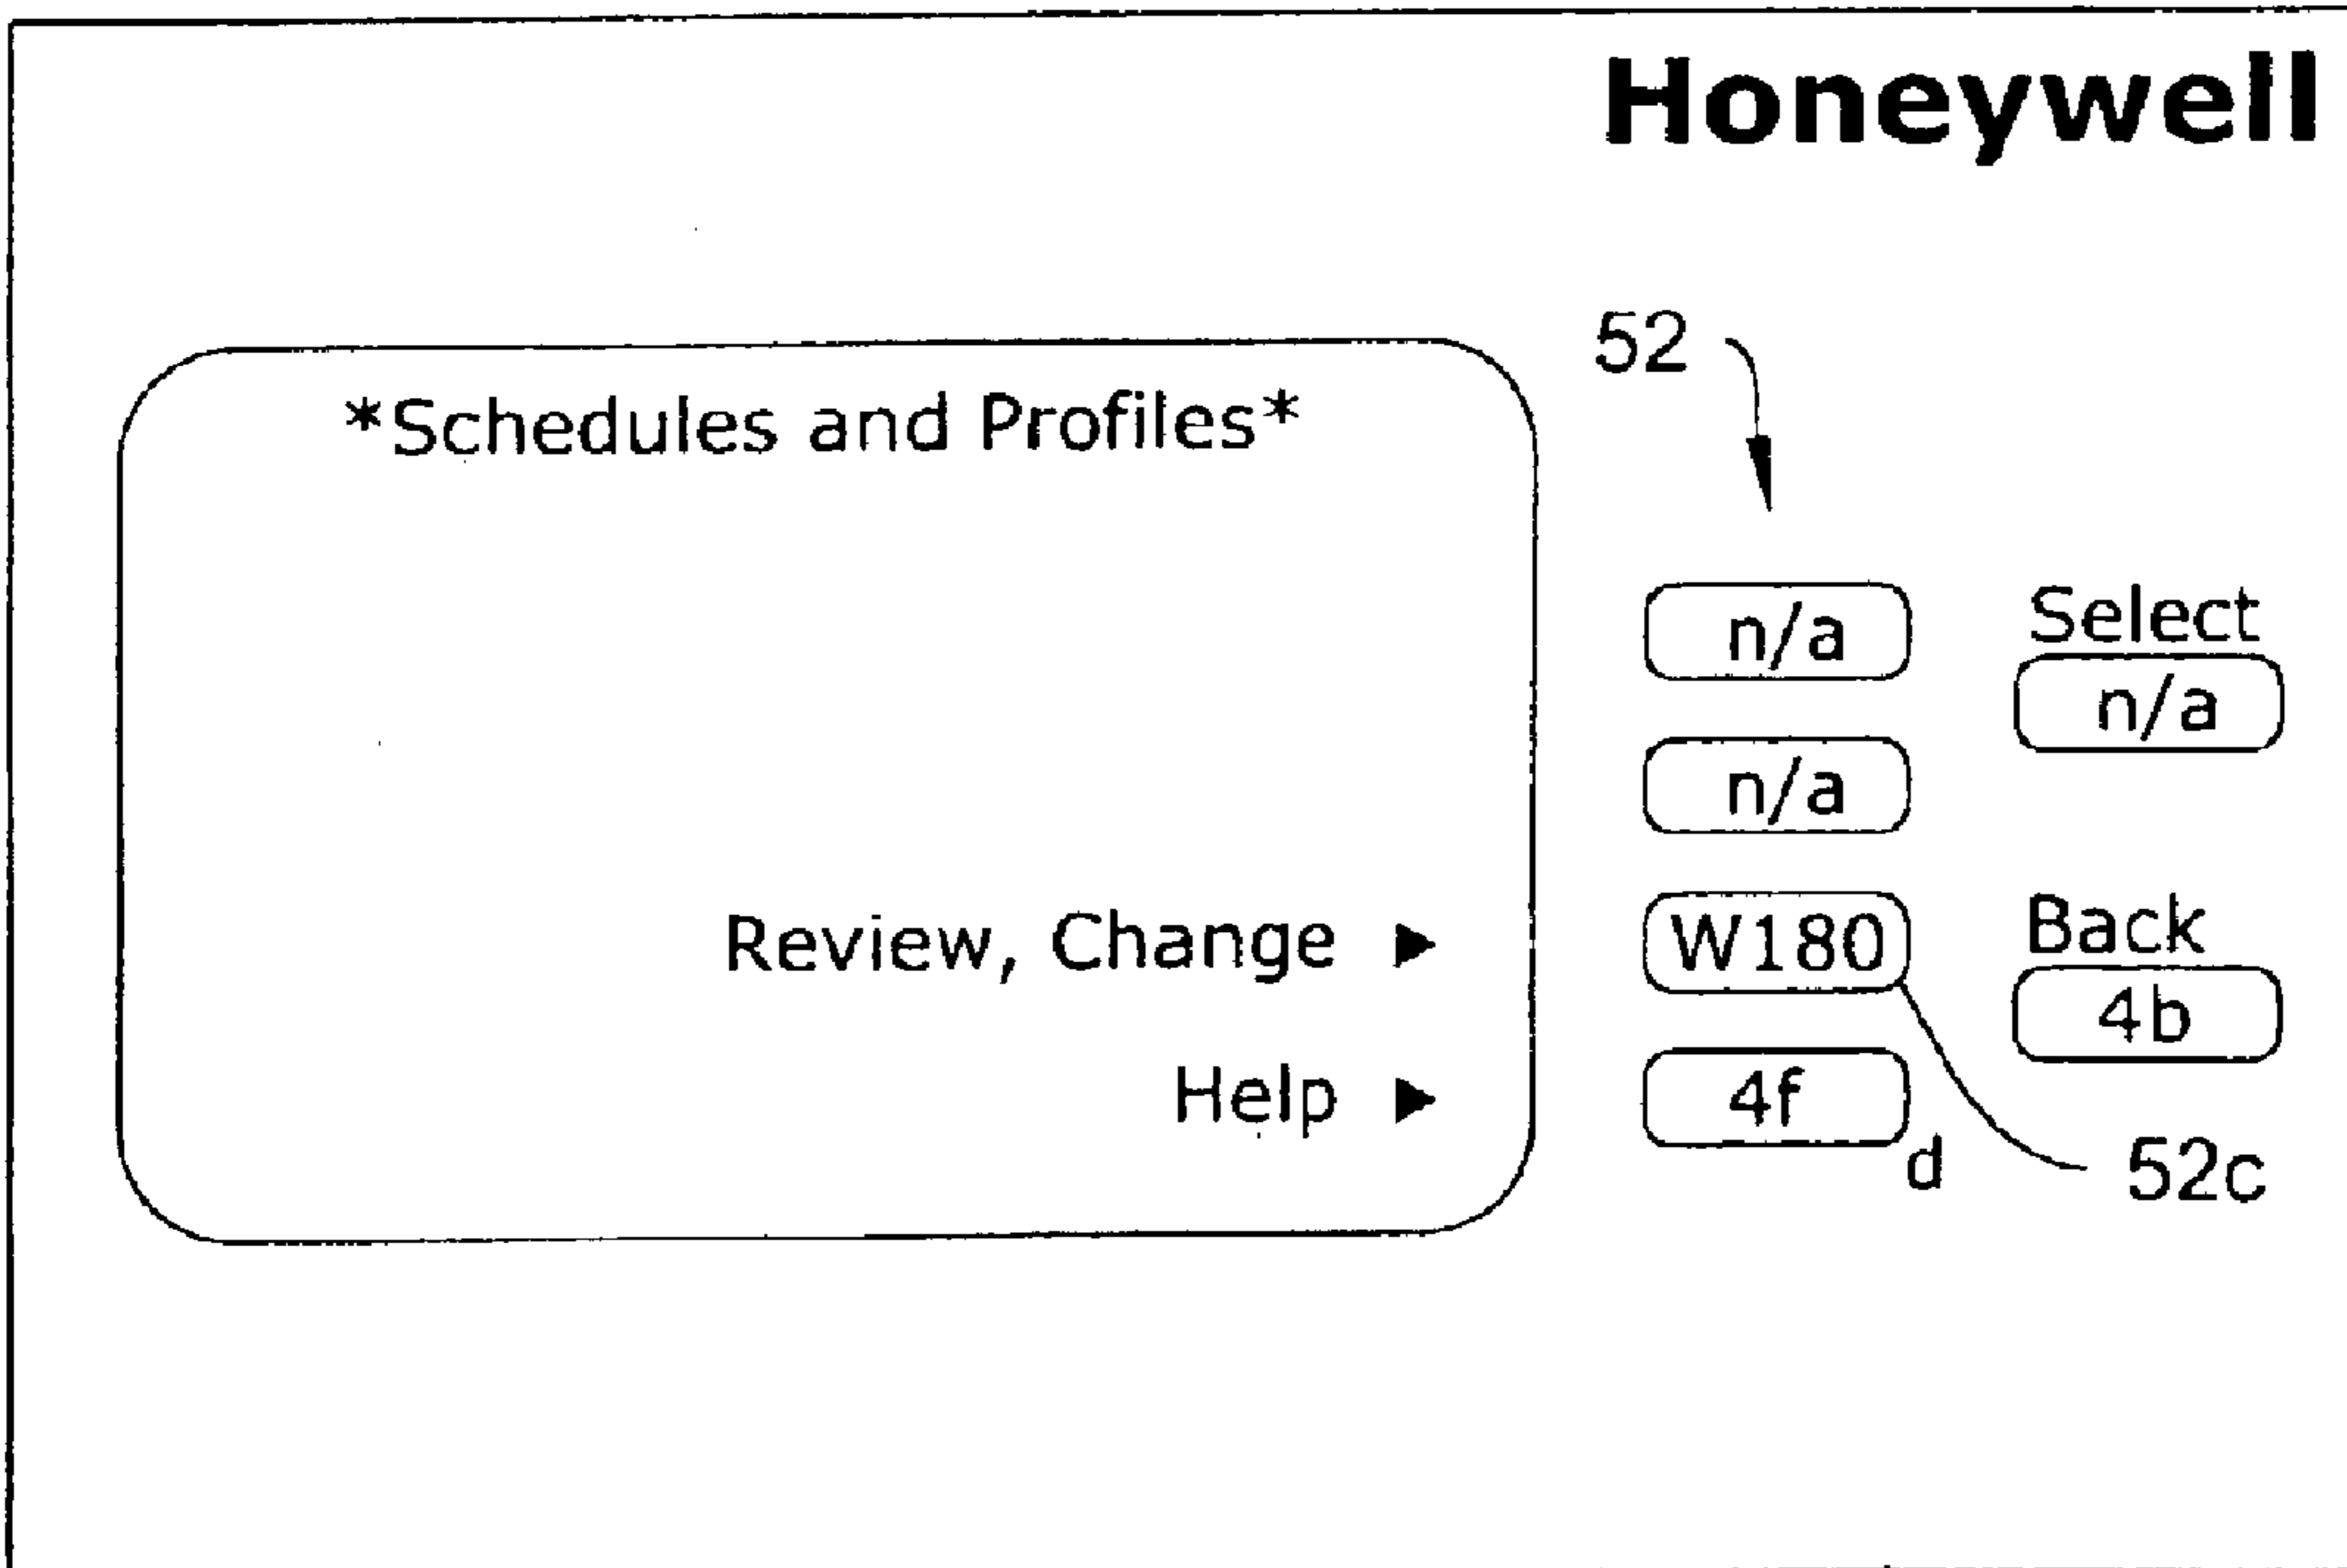 Honeywell
52
*Schedules and Profiles*
n/a
Select
n/a
n/a
Review, Change ► W180
Back
4b
Help ► 4f
d
52c